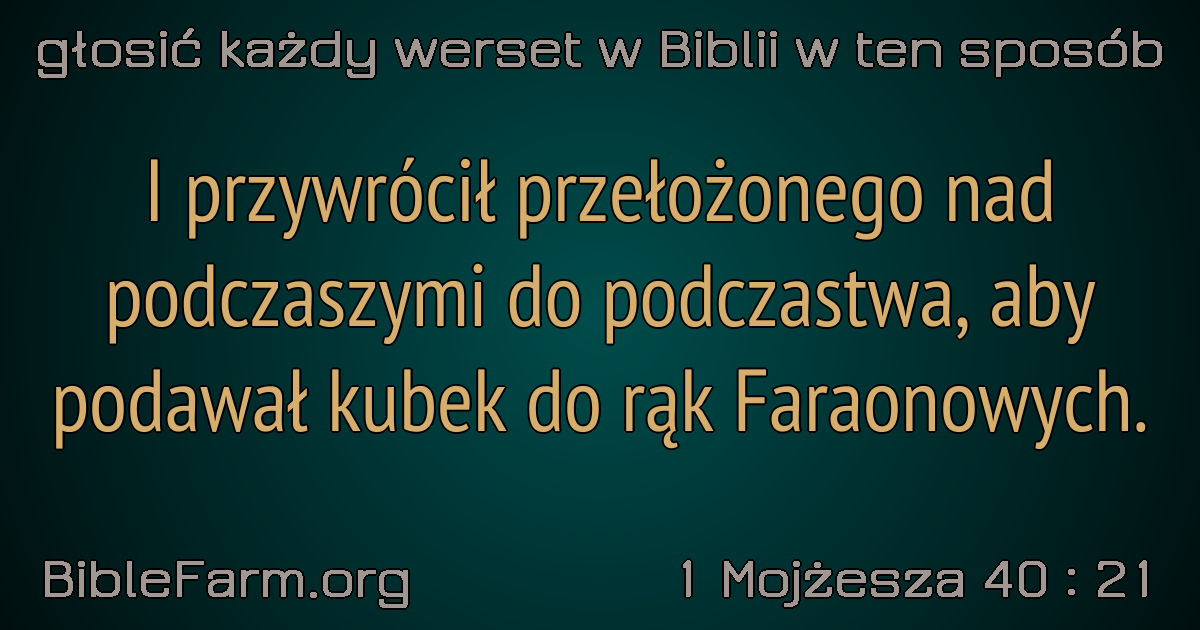 głosić każdy werset w Biblii w ten sposób
I przywrócił przełożonego nad
podczaszymi do podczastwa, aby
podawał kubek do rąk Faraonowych.
BibleFarm.org
1 Mojżesza 40 : 21